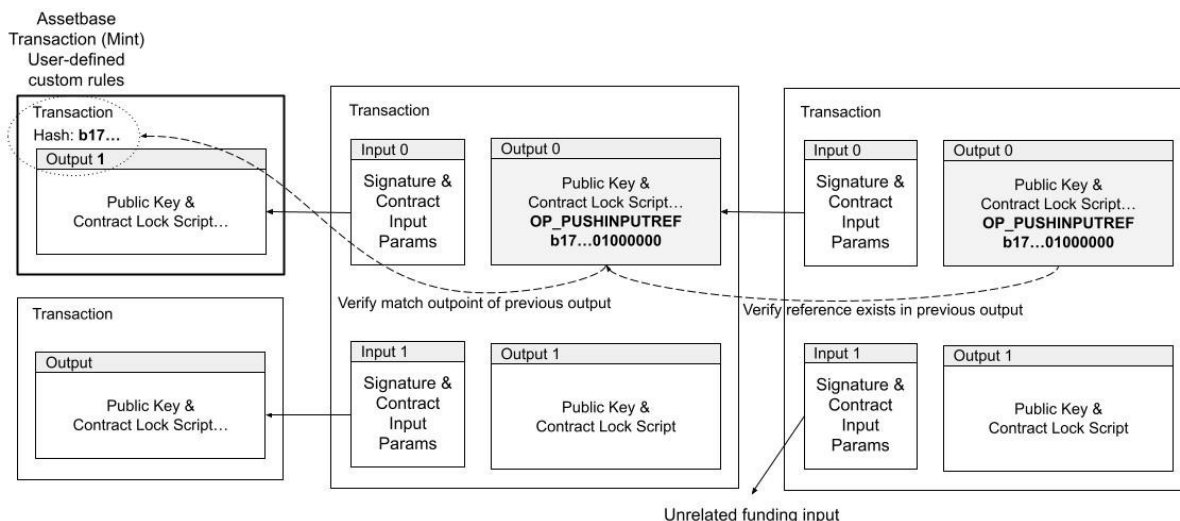 Assetbase
Transaction (Mint)
User-defined
custom rules
Transaction
Hash: b17...
Output 1
Public Key &
Contract Lock Script...
Transaction
Output
Public Key &
Contract Lock Script...
Transaction
Input 0
Signature &
Contract
Input
Params
Output 0
Public Key &
Contract Lock Script...
OP_PUSHINPUTREF
b17...01000000
Verify match outpoint of previous output
Input 1
Signature &
Contract
Input
Params
Output 1
Public Key &
Contract Lock Script
Transaction
Input 0
Signature &
Contract
Input
Params
Output 0
Public Key &
Contract Lock Script...
OP_PUSHINPUTREF
b17...01000000
Verify reference exists in previous output
Input 1
Signature &
Contract
Input
Params
Output 1
Public Key &
Contract Lock Script
Unrelated funding input